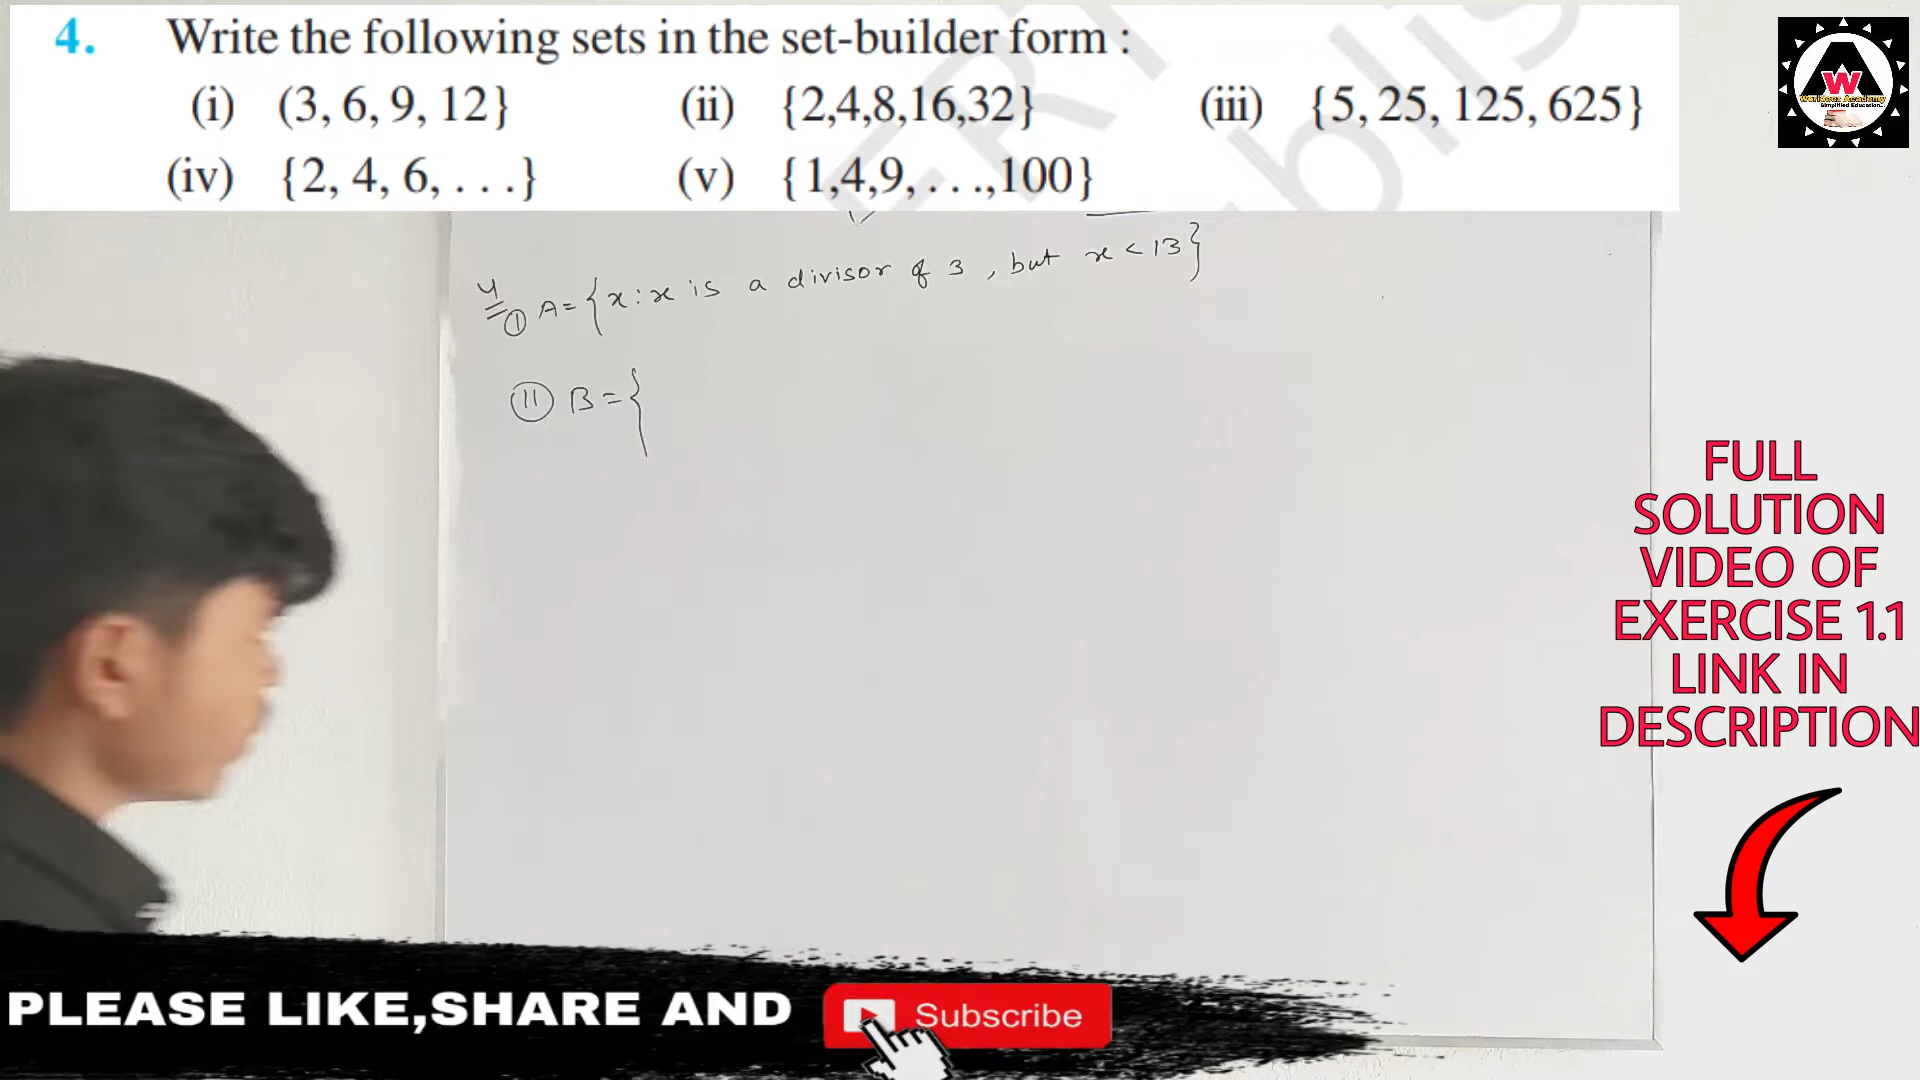 4. Write the following sets in the set-builder form :
(i) (3, 6, 9, 12} (ii) {2,4,8,16,32} (iii) {5, 25, 125, 625}
(iv) {2, 4, 6, . . .} (v) {1,4,9, . . .,100}
W
Simplified Education...
4 (I) A={x:x is a divisor of 3, but x<13}
(II) B={
FULL
SOLUTION
VIDEO OF
EXERCISE 1.1
LINK IN
DESCRIPTION
PLEASE LIKE,SHARE AND Subscribe